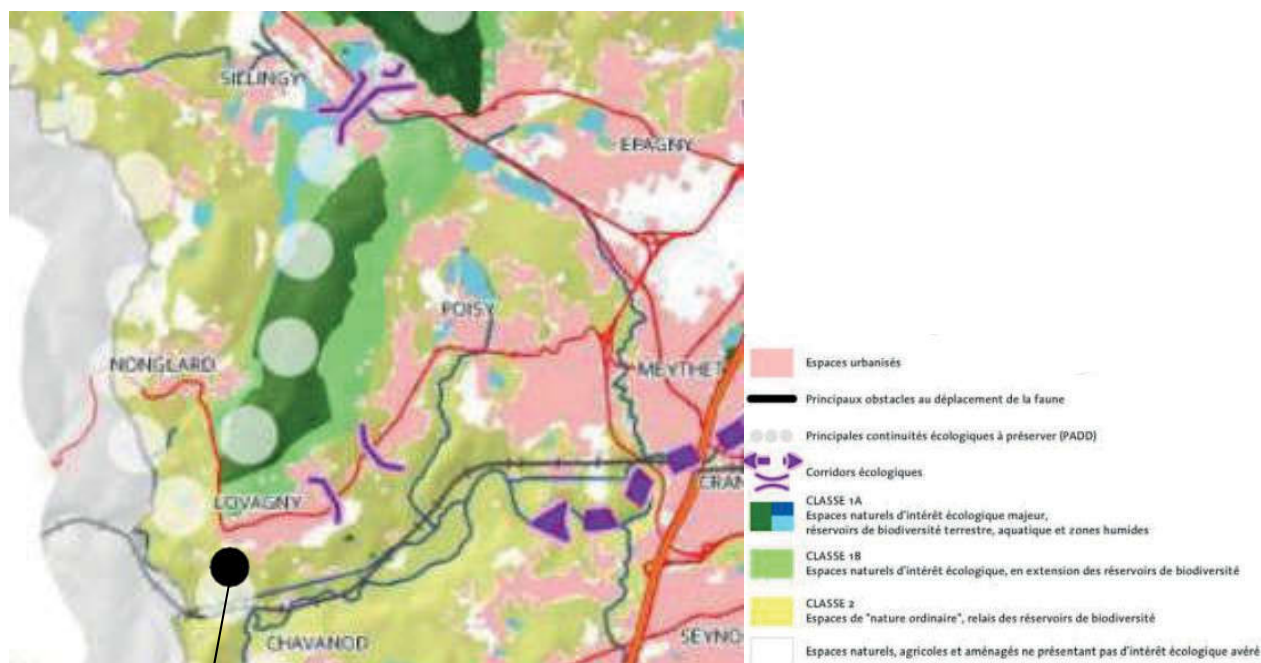 SILLINGY
EPAGNY
POISY
NONGLARD
MEYTHET
LOVAGNY
CRAN
CHAVANOD
SEYNO
Espaces urbanisés
Principaux obstacles au déplacement de la faune
Principales continuités écologiques à préserver (PADD)
Corridors écologiques
CLASSE 1A
Espaces naturels d'intérêt écologique majeur,
réservoirs de biodiversité terrestre, aquatique et zones humides
CLASSE 1B
Espaces naturels d'intérêt écologique, en extension des réservoirs de biodiversité
CLASSE 2
Espaces de "nature ordinaire", relais des réservoirs de biodiversité
Espaces naturels, agricoles et aménagés ne présentant pas d'intérêt écologique avéré